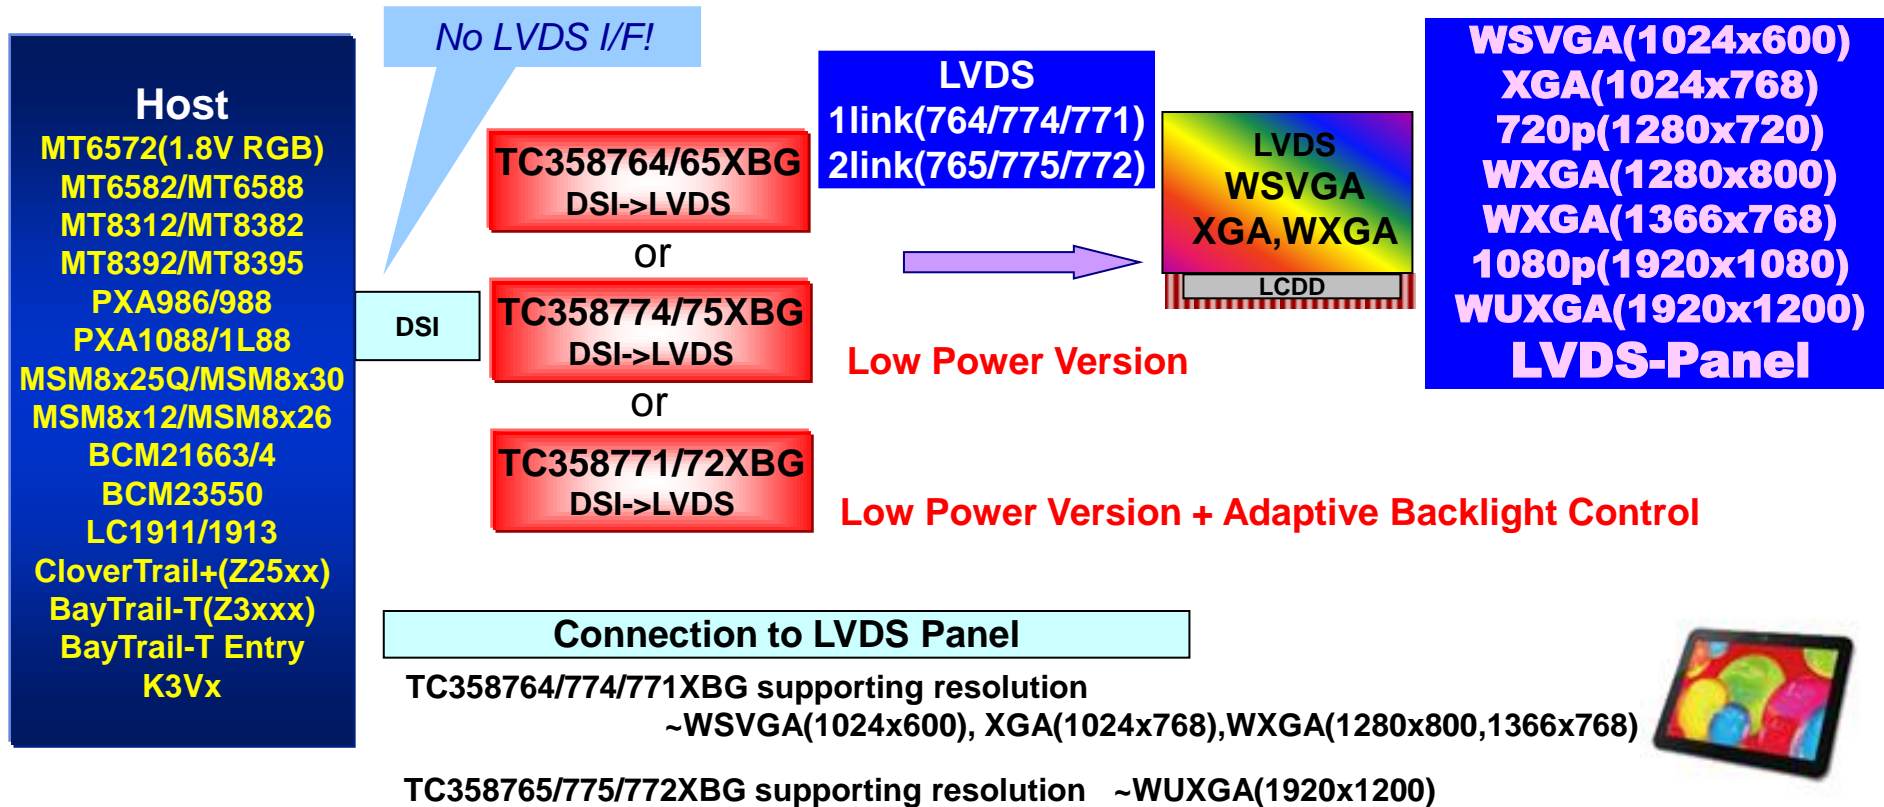 No LVDS I/F!
Host
MT6572(1.8V RGB)
MT6582/MT6588
MT8312/MT8382
MT8392/MT8395
PXA986/988
PXA1088/1L88
MSM8x25Q/MSM8x30
MSM8x12/MSM8x26
BCM21663/4
BCM23550
LC1911/1913
CloverTrail+(Z25xx)
BayTrail-T(Z3xxx)
BayTrail-T Entry
K3Vx
DSI
TC358764/65XBG
DSI->LVDS
or
TC358774/75XBG
DSI->LVDS
or
TC358771/72XBG
DSI->LVDS
LVDS
1link(764/774/771)
2link(765/775/772)
Low Power Version
Low Power Version + Adaptive Backlight Control
LVDS
WSVGA
XGA,WXGA
LCDD
WSVGA(1024x600)
XGA(1024x768)
720p(1280x720)
WXGA(1280x800)
WXGA(1366x768)
1080p(1920x1080)
WUXGA(1920x1200)
LVDS-Panel
Connection to LVDS Panel
TC358764/774/771XBG supporting resolution
~WSVGA(1024x600), XGA(1024x768),WXGA(1280x800,1366x768)
TC358765/775/772XBG supporting resolution ~WUXGA(1920x1200)